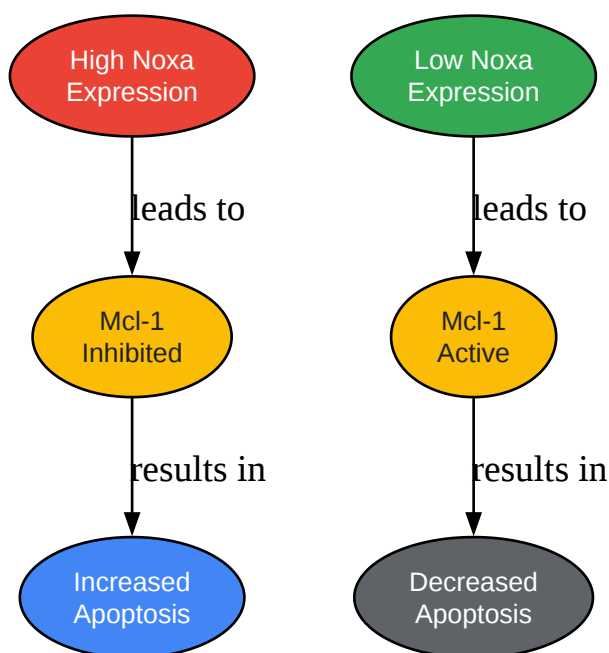 High Noxa
Expression
leads to
Mcl-1
Inhibited
results in
Increased
Apoptosis
Low Noxa
Expression
leads to
Mcl-1
Active
results in
Decreased
Apoptosis